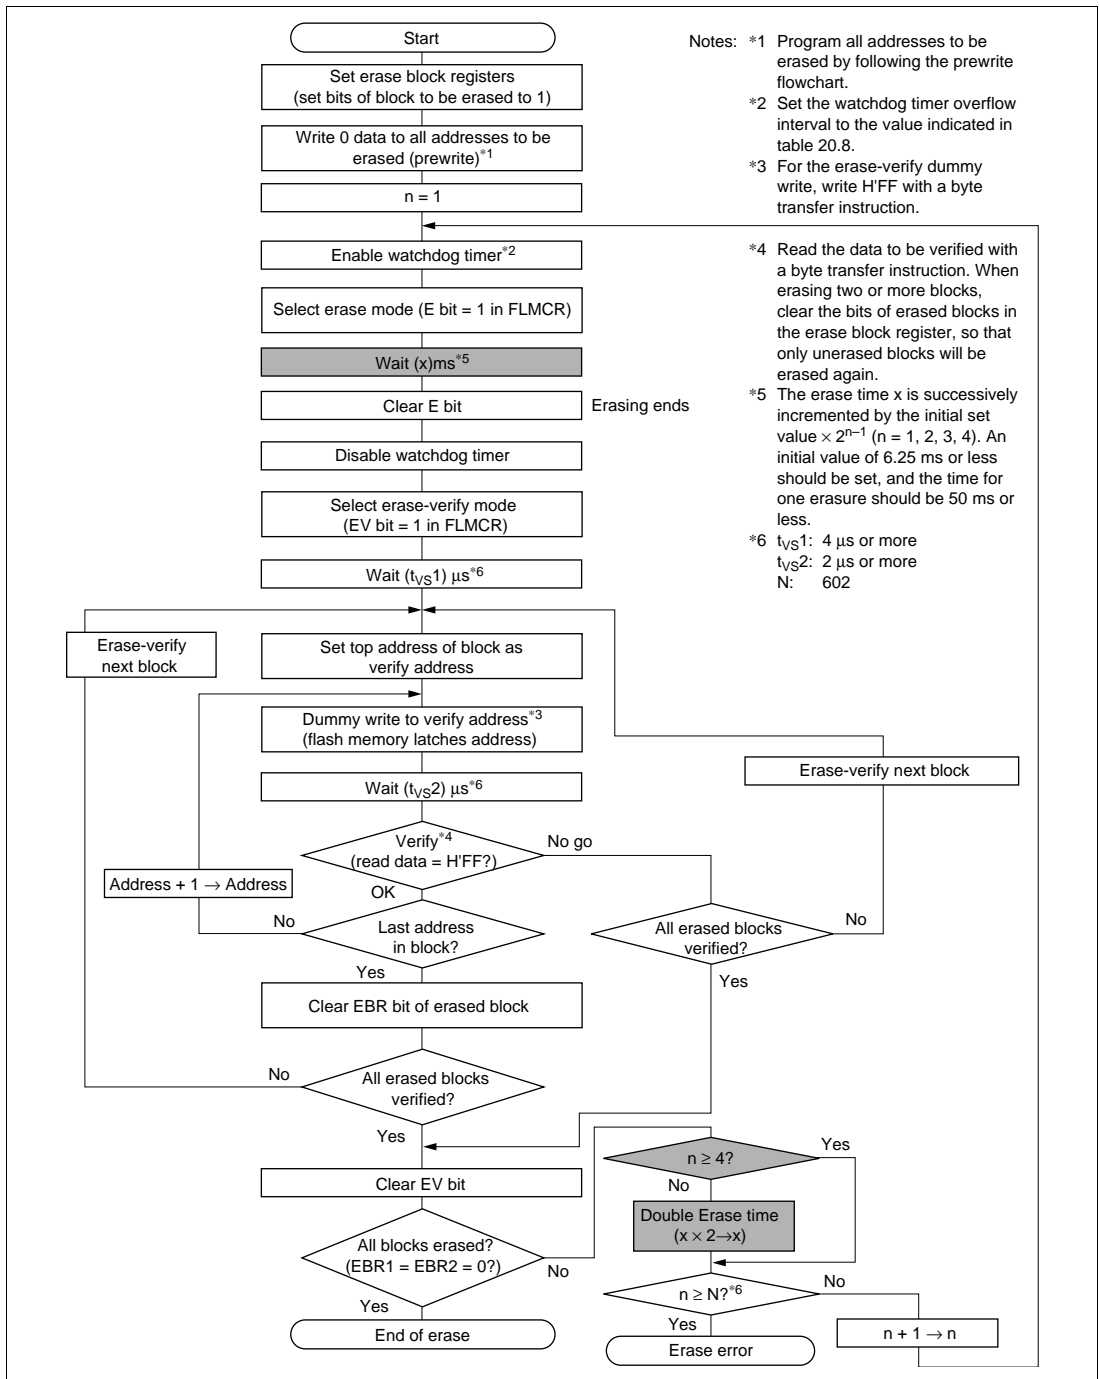 Start
Set erase block registers
(set bits of block to be erased to 1)
Write 0 data to all addresses to be
erased (prewrite)*1
n = 1
Enable watchdog timer*2
Select erase mode (E bit = 1 in FLMCR)
Wait (x)ms*5
Clear E bit
Erasing ends
Disable watchdog timer
Select erase-verify mode
(EV bit = 1 in FLMCR)
Wait (tVS1) μs*6
Erase-verify
next block
Set top address of block as
verify address
Dummy write to verify address*3
(flash memory latches address)
Wait (tVS2) μs*6
Erase-verify next block
Verify*4
(read data = H'FF?)
No go
OK
Address + 1 → Address
No
Last address
in block?
Yes
All erased blocks
verified?
No
Yes
Clear EBR bit of erased block
No
All erased blocks
verified?
Yes
Clear EV bit
All blocks erased?
(EBR1 = EBR2 = 0?)
No
Yes
End of erase
n ≥ 4?
Yes
No
Double Erase time
(x × 2→x)
n ≥ N?*6
No
Yes
Erase error
n + 1 → n
Notes: *1 Program all addresses to be
erased by following the prewrite
flowchart.
*2 Set the watchdog timer overflow
interval to the value indicated in
table 20.8.
*3 For the erase-verify dummy
write, write H'FF with a byte
transfer instruction.
*4 Read the data to be verified with
a byte transfer instruction. When
erasing two or more blocks,
clear the bits of erased blocks in
the erase block register, so that
only unerased blocks will be
erased again.
*5 The erase time x is successively
incremented by the initial set
value × 2n–1 (n = 1, 2, 3, 4). An
initial value of 6.25 ms or less
should be set, and the time for
one erasure should be 50 ms or
less.
*6 tVS1: 4 μs or more
tVS2: 2 μs or more
N: 602